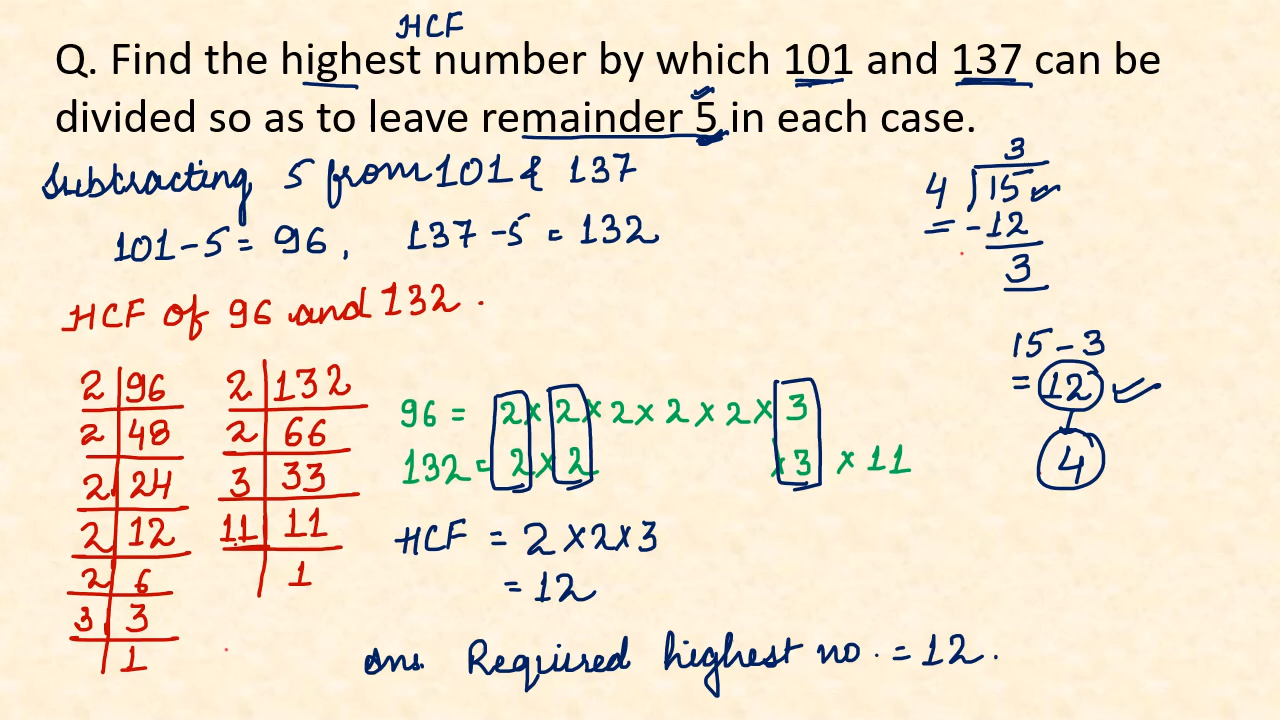 HCF
Q. Find the highest number by which 101 and 137 can be
divided so as to leave remainder 5 in each case.
Subtracting 5 from 101 & 137
101 - 5 = 96, 137 - 5 = 132
HCF of 96 and 132.
2 | 96
2 | 48
2 | 24
2 | 12
2 | 6
3 | 3
| 1
2 | 132
2 | 66
3 | 33
11 | 11
| 1
96 = 2 × 2 × 2 × 2 × 2 × 3
132 = 2 × 2 × 3 × 11
HCF = 2 × 2 × 3
= 12
Ans. Required highest no. = 12.
3
4 ) 15
= - 12
3
15 - 3
= 12
4